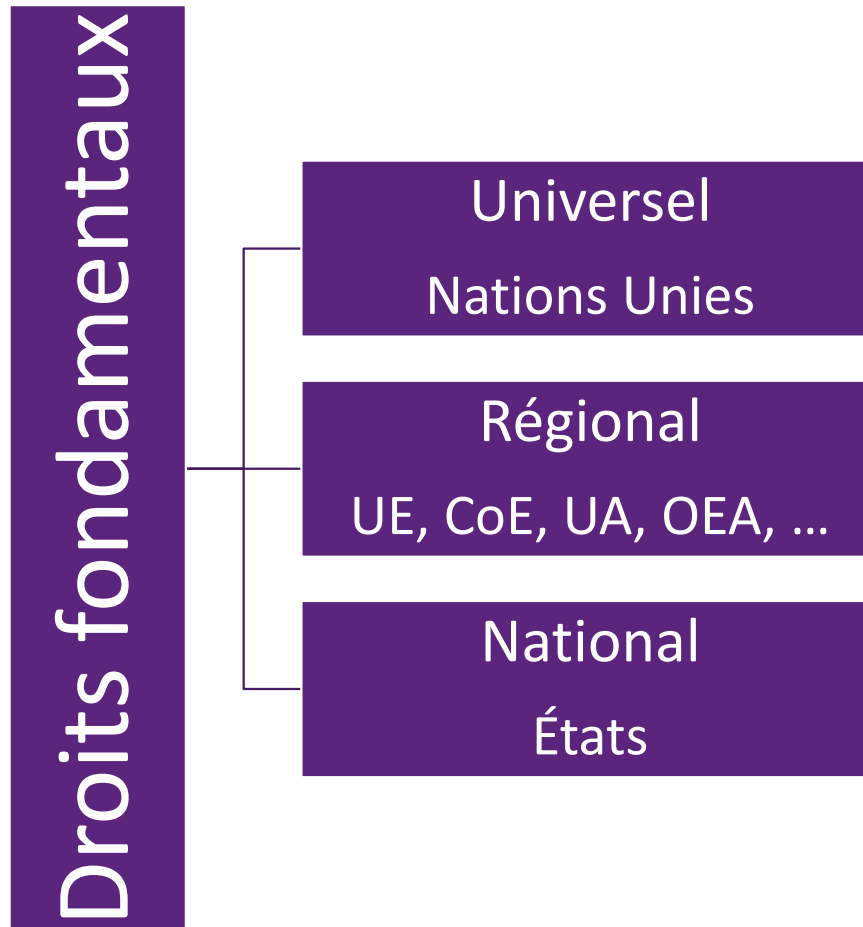 Droits fondamentaux
Universel
Nations Unies
Régional
UE, CoE, UA, OEA, ...
National
États